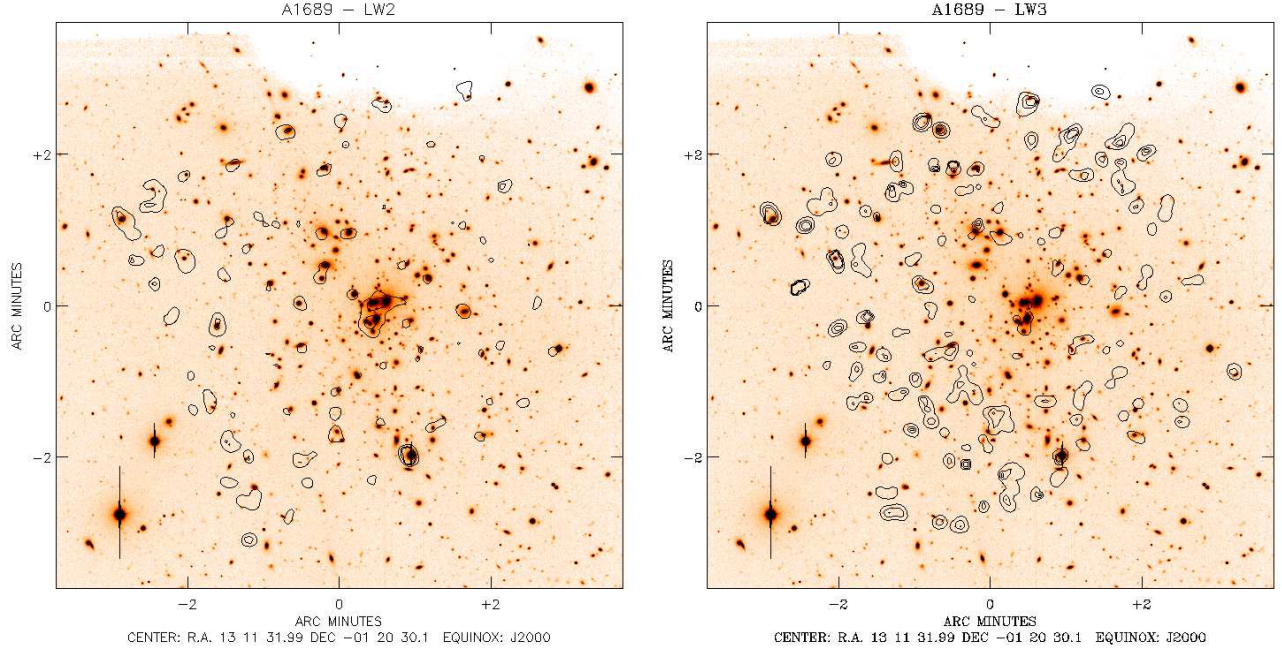 A1689 – LW2
+2
0
−2
ARC MINUTES
−2
0
+2
ARC MINUTES
CENTER: R.A. 13 11 31.99 DEC −01 20 30.1 EQUINOX: J2000
A1689 – LW3
+2
0
−2
ARC MINUTES
−2
0
+2
ARC MINUTES
CENTER: R.A. 13 11 31.99 DEC −01 20 30.1 EQUINOX: J2000